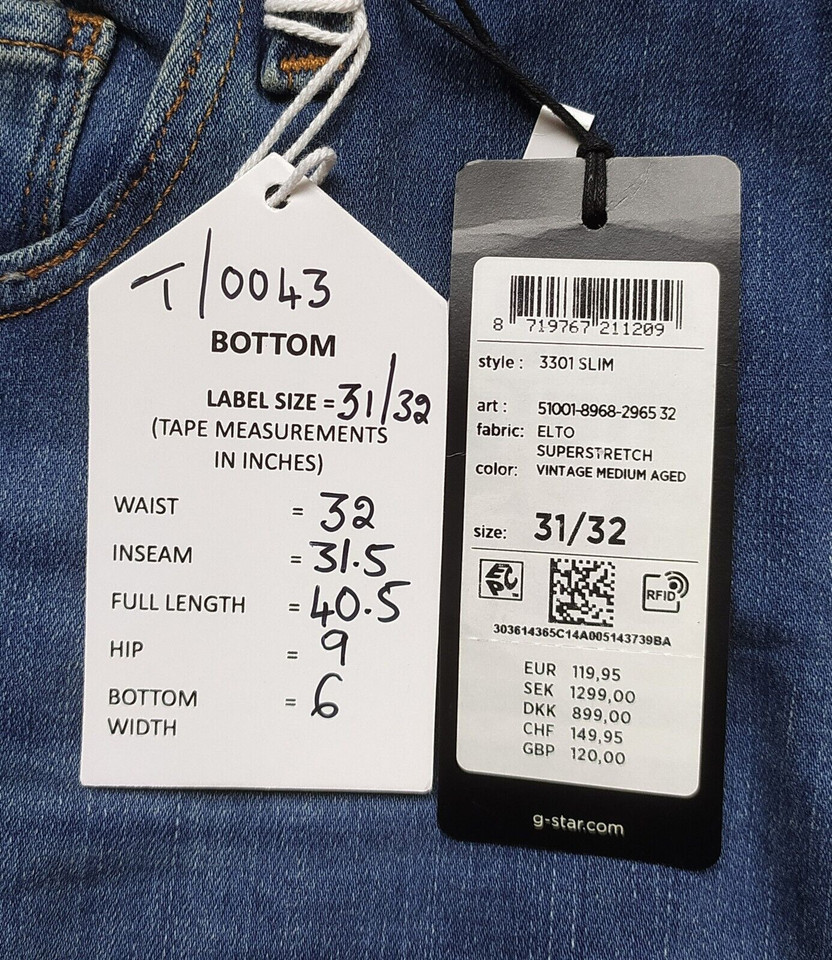 T/0043
BOTTOM
LABEL SIZE = 31/32
(TAPE MEASUREMENTS
IN INCHES)
WAIST = 32
INSEAM = 31.5
FULL LENGTH = 40.5
HIP = 9
BOTTOM = 6
WIDTH
8 719767 211209
style : 3301 SLIM
art : 51001-8968-2965 32
fabric: ELTO
SUPERSTRETCH
color: VINTAGE MEDIUM AGED
size: 31/32
EPC™
RFID
303614365C14A005143739BA
EUR 119,95
SEK 1299,00
DKK 899,00
CHF 149,95
GBP 120,00
g-star.com